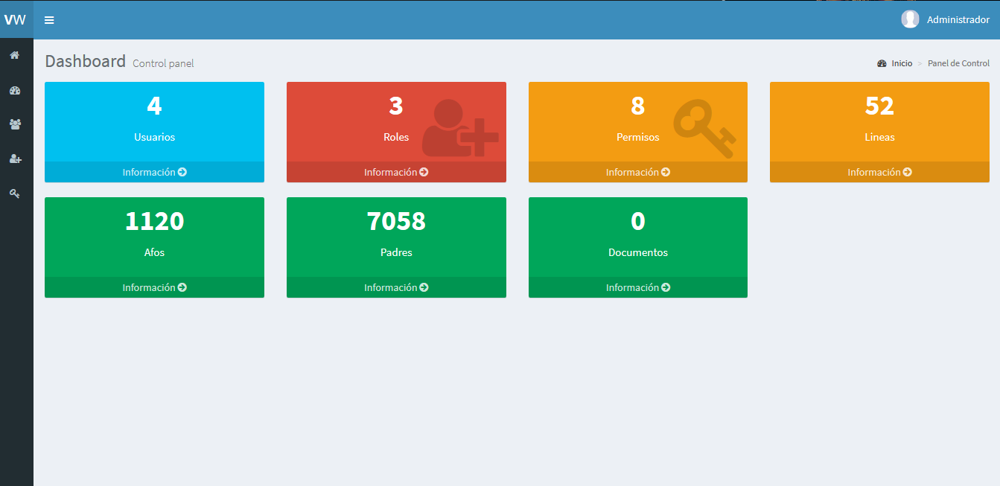 VW
Administrador
Dashboard Control panel
Inicio > Panel de Control
4
Usuarios
Información
3
Roles
Información
8
Permisos
Información
52
Lineas
Información
1120
Afos
Información
7058
Padres
Información
0
Documentos
Información